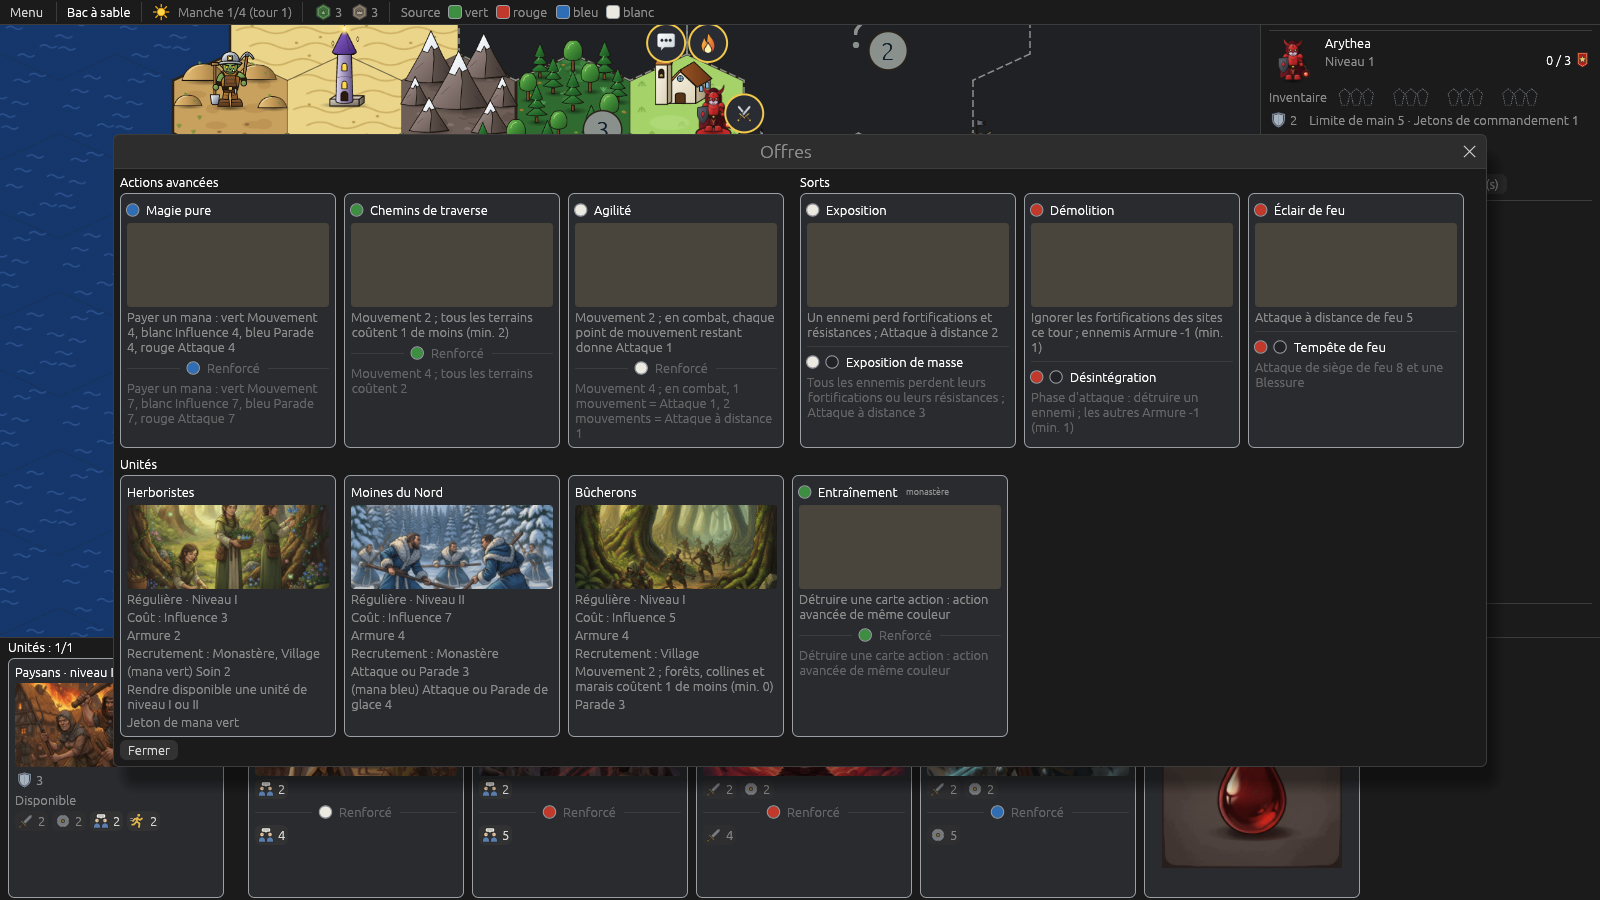 Menu
Bac à sable
Manche 1/4 (tour 1)
3
3
Source
vert
rouge
bleu
blanc
2
3
Arythea
Niveau 1
0 / 3
Inventaire
2
Limite de main 5 · Jetons de commandement 1
Offres
Actions avancées
Magie pure
Payer un mana : vert Mouvement
4, blanc Influence 4, bleu Parade
4, rouge Attaque 4
Renforcé
Payer un mana : vert Mouvement
7, blanc Influence 7, bleu Parade
7, rouge Attaque 7
Chemins de traverse
Mouvement 2 ; tous les terrains
coûtent 1 de moins (min. 2)
Renforcé
Mouvement 4 ; tous les terrains
coûtent 2
Agilité
Mouvement 2 ; en combat, chaque
point de mouvement restant
donne Attaque 1
Renforcé
Mouvement 4 ; en combat, 1
mouvement = Attaque 1, 2
mouvements = Attaque à distance
1
Sorts
Exposition
Un ennemi perd fortifications et
résistances ; Attaque à distance 2
Exposition de masse
Tous les ennemis perdent leurs
fortifications ou leurs résistances ;
Attaque à distance 3
Démolition
Ignorer les fortifications des sites
ce tour ; ennemis Armure -1 (min.
1)
Désintégration
Phase d'attaque : détruire un
ennemi ; les autres Armure -1
(min. 1)
Éclair de feu
Attaque à distance de feu 5
Tempête de feu
Attaque de siège de feu 8 et une
Blessure
(s)
Unités
Herboristes
Régulière · Niveau I
Coût : Influence 3
Armure 2
Recrutement : Monastère, Village
(mana vert) Soin 2
Rendre disponible une unité de
niveau I ou II
Jeton de mana vert
Moines du Nord
Régulière · Niveau II
Coût : Influence 7
Armure 4
Recrutement : Monastère
Attaque ou Parade 3
(mana bleu) Attaque ou Parade de
glace 4
Bûcherons
Régulière · Niveau I
Coût : Influence 5
Armure 4
Recrutement : Village
Mouvement 2 ; forêts, collines et
marais coûtent 1 de moins (min. 0)
Parade 3
Entraînement
monastère
Détruire une carte action : action
avancée de même couleur
Renforcé
Détruire une carte action : action
avancée de même couleur
Fermer
Unités : 1/1
Paysans · niveau I
3
Disponible
2
2
2
2
2
Renforcé
4
2
Renforcé
5
2
2
Renforcé
4
2
2
Renforcé
5